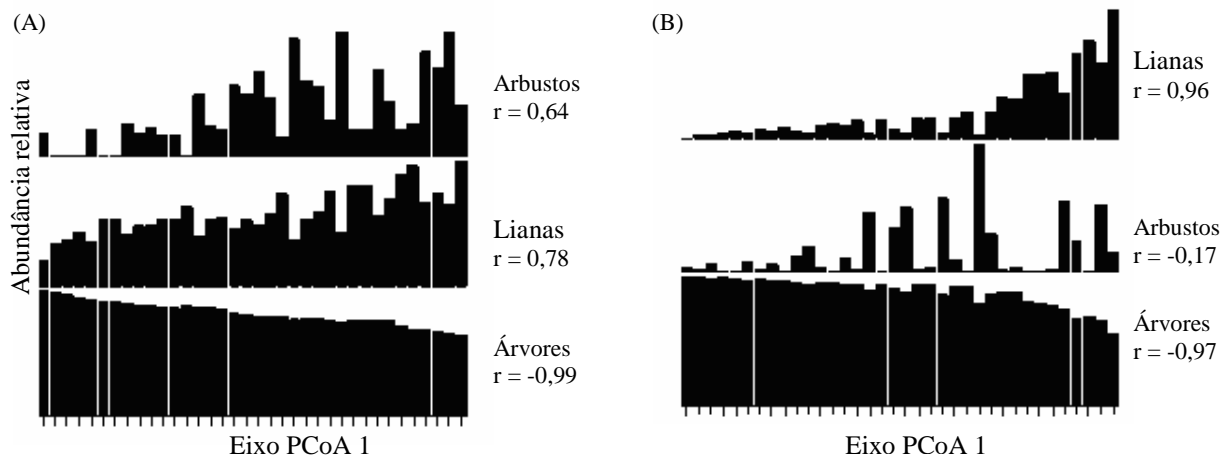 (A)
Abundância relativa
Arbustos
r = 0,64
Lianas
r = 0,78
Árvores
r = -0,99
Eixo PCoA 1
(B)
Lianas
r = 0,96
Arbustos
r = -0,17
Árvores
r = -0,97
Eixo PCoA 1